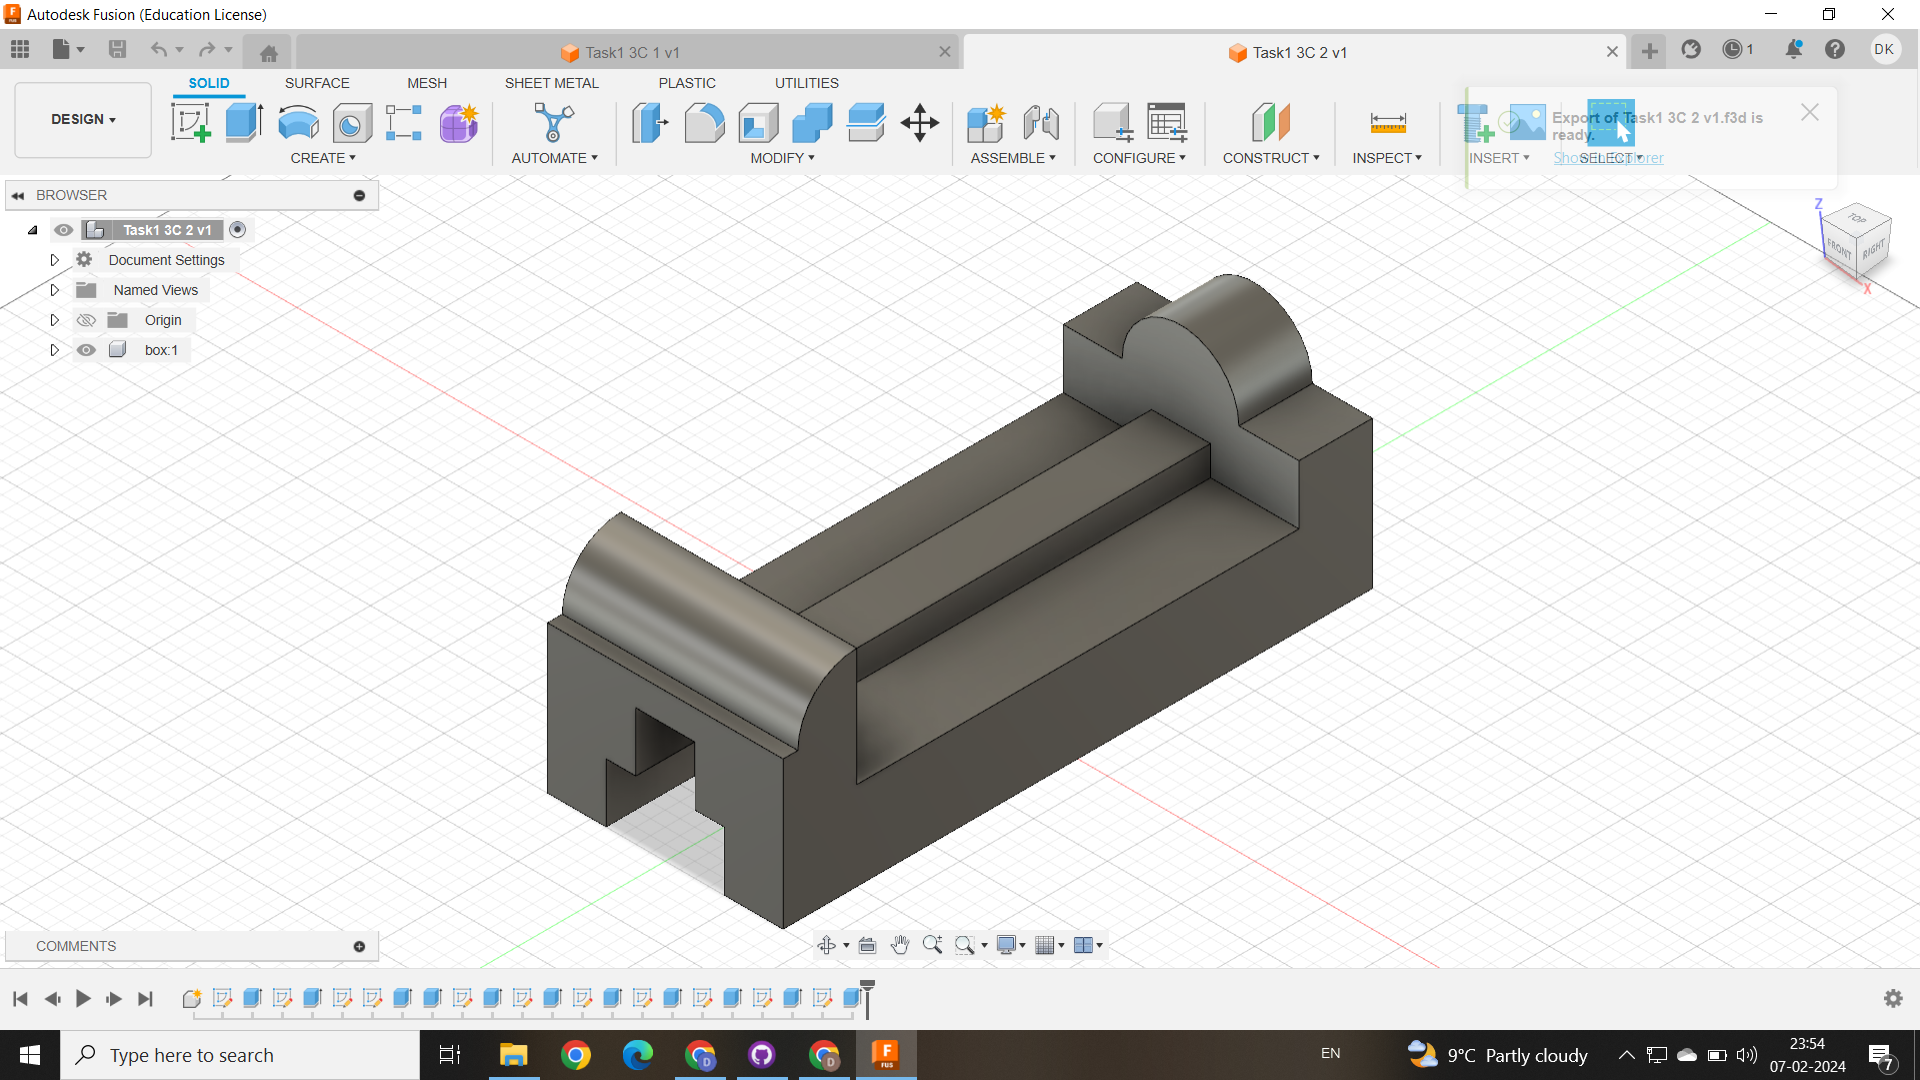 Autodesk Fusion (Education License)
Task1 3C 1 v1
Task1 3C 2 v1
1
DK
DESIGN
SOLID
SURFACE
MESH
SHEET METAL
PLASTIC
UTILITIES
CREATE
AUTOMATE
MODIFY
ASSEMBLE
CONFIGURE
CONSTRUCT
INSPECT
INSERT
SELECT
Export of Task1 3C 2 v1.f3d is
ready.
Show in Explorer
BROWSER
Task1 3C 2 v1
Document Settings
Named Views
Origin
box:1
Z
TOP
FRONT
RIGHT
X
COMMENTS
Type here to search
D
D
F
FUS
EN
9°C Partly cloudy
23:54
07-02-2024
7